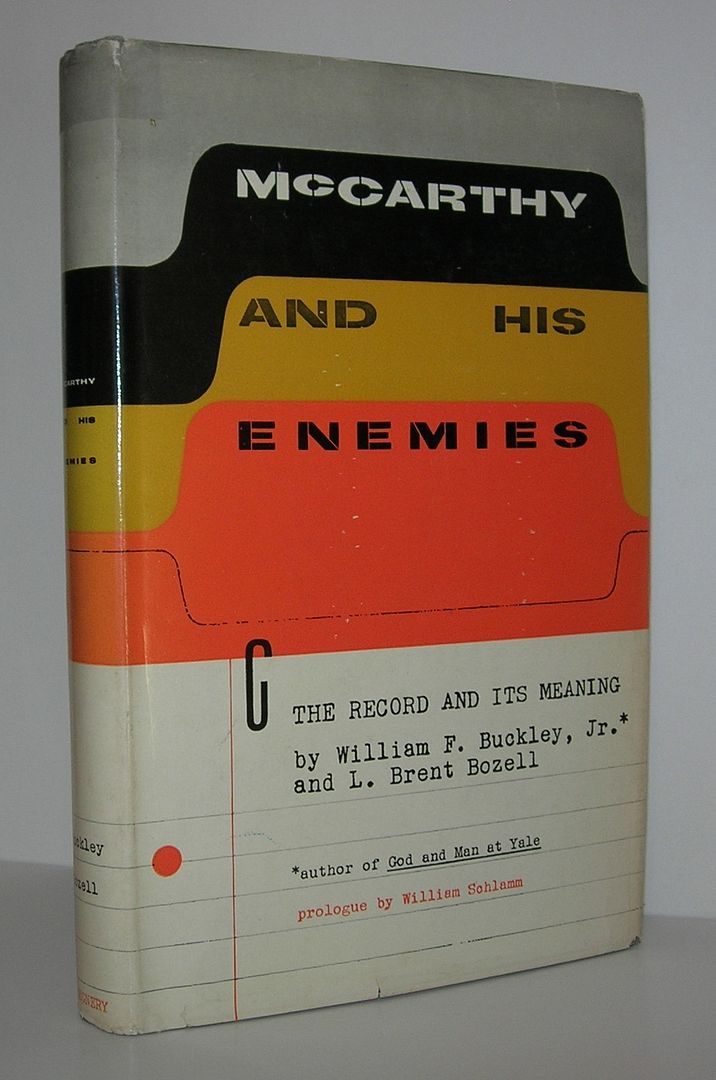 McCARTHY
AND HIS
ENEMIES
THE RECORD AND ITS MEANING
by William F. Buckley, Jr.*
and L. Brent Bozell
*author of God and Man at Yale
prologue by William Schlamm
HIS